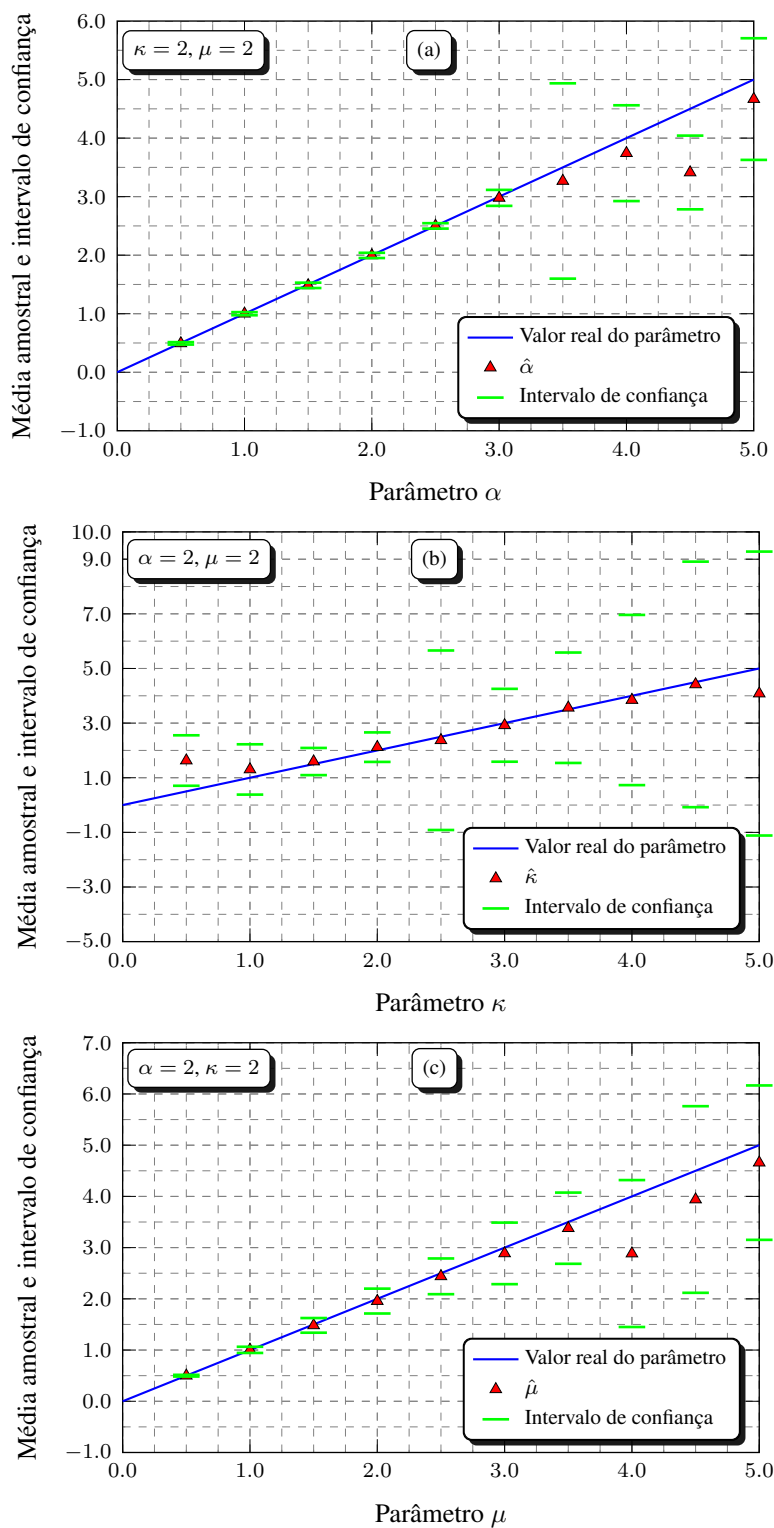 Média amostral e intervalo de confiança
6.0
5.0
4.0
3.0
2.0
1.0
0.0
−1.0
κ = 2, μ = 2
(a)
Valor real do parâmetro
α̂
Intervalo de confiança
0.0 1.0 2.0 3.0 4.0 5.0
Parâmetro α
Média amostral e intervalo de confiança
10.0
9.0
7.0
5.0
3.0
1.0
−1.0
−3.0
−5.0
α = 2, μ = 2
(b)
Valor real do parâmetro
κ̂
Intervalo de confiança
0.0 1.0 2.0 3.0 4.0 5.0
Parâmetro κ
Média amostral e intervalo de confiança
7.0
6.0
5.0
4.0
3.0
2.0
1.0
0.0
−1.0
α = 2, κ = 2
(c)
Valor real do parâmetro
μ̂
Intervalo de confiança
0.0 1.0 2.0 3.0 4.0 5.0
Parâmetro μ